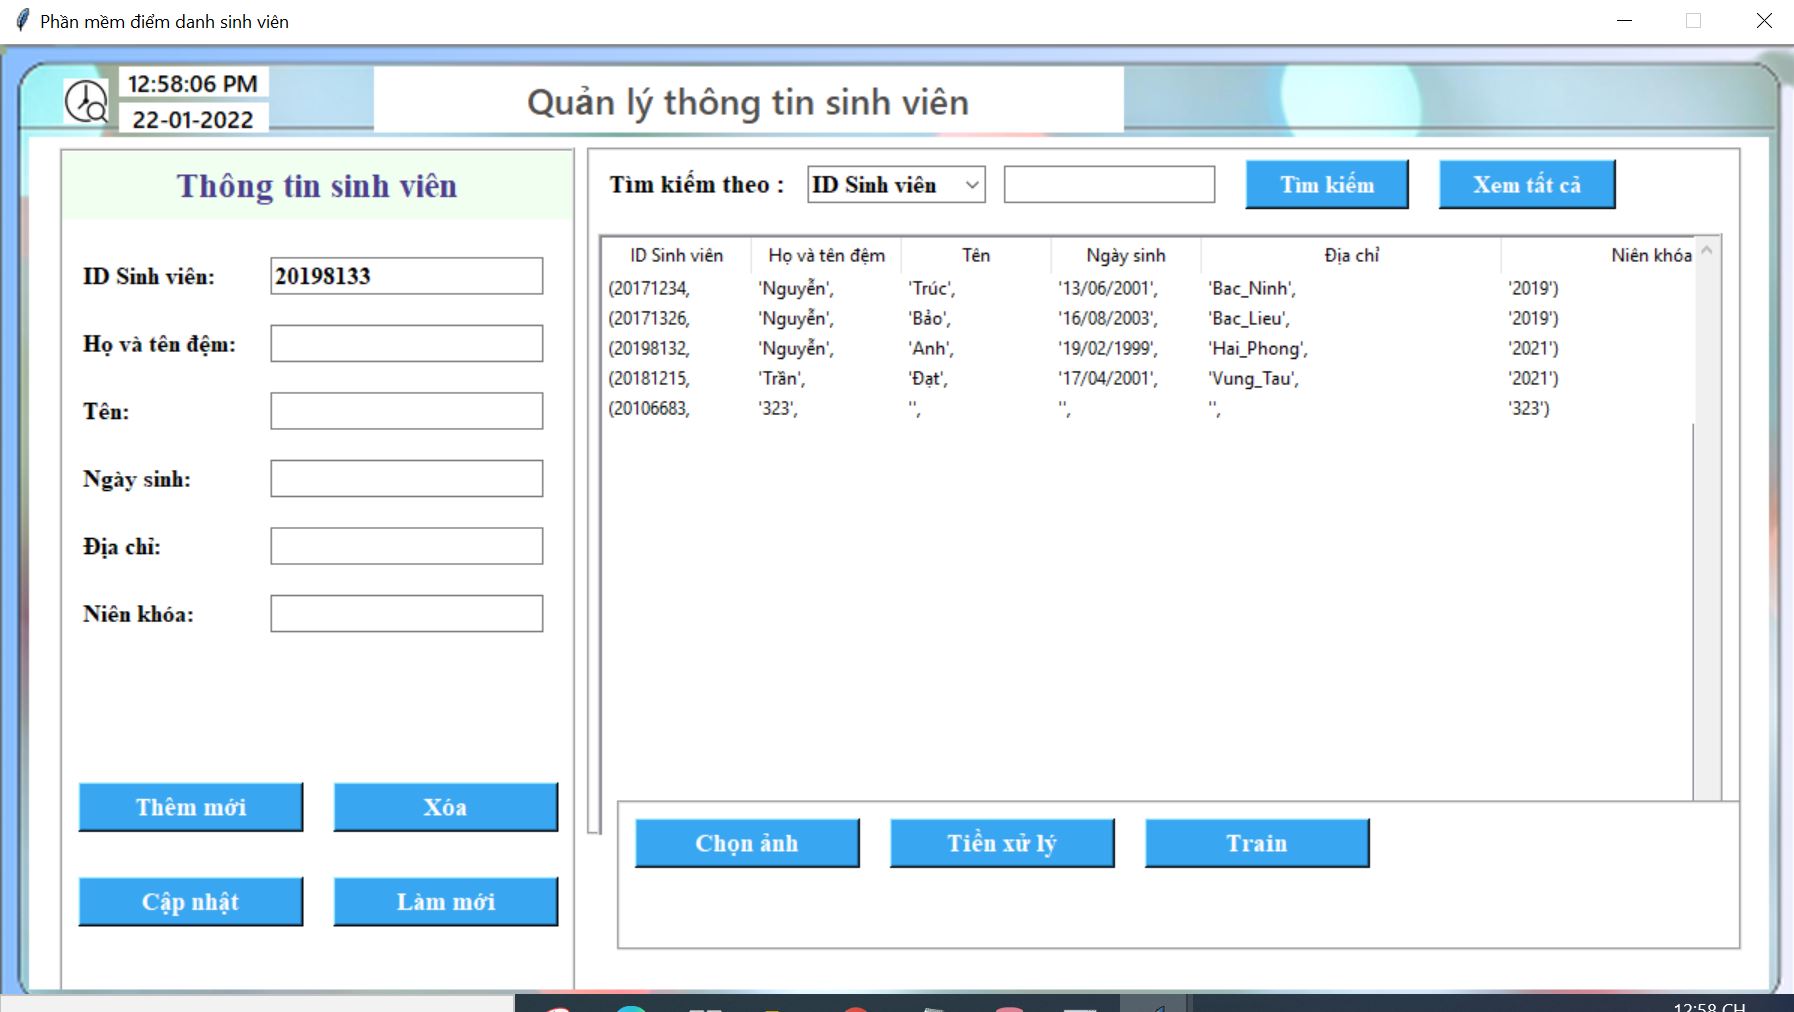 Phần mềm điểm danh sinh viên
12:58:06 PM
22-01-2022
Quản lý thông tin sinh viên
Thông tin sinh viên
ID Sinh viên: 20198133
Họ và tên đệm:
Tên:
Ngày sinh:
Địa chỉ:
Niên khóa:
Thêm mới Xóa
Cập nhật Làm mới
Tìm kiếm theo : ID Sinh viên Tìm kiếm Xem tất cả
ID Sinh viên Họ và tên đệm Tên Ngày sinh Địa chỉ Niên khóa
(20171234, 'Nguyễn', 'Trúc', '13/06/2001', 'Bac_Ninh', '2019')
(20171326, 'Nguyễn', 'Bảo', '16/08/2003', 'Bac_Lieu', '2019')
(20198132, 'Nguyễn', 'Anh', '19/02/1999', 'Hai_Phong', '2021')
(20181215, 'Trần', 'Đạt', '17/04/2001', 'Vung_Tau', '2021')
(20106683, '323', '', '', '', '323')
Chọn ảnh Tiền xử lý Train
12:58 CH